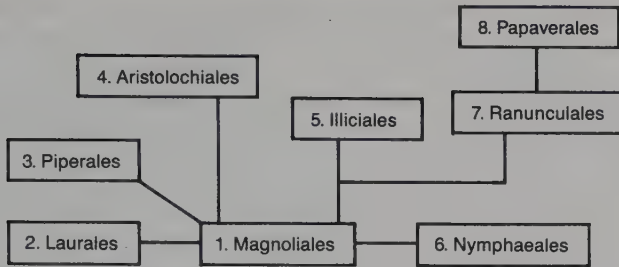 8. Papaverales
4. Aristolochiales
5. Illiciales
7. Ranunculales
3. Piperales
2. Laurales
1. Magnoliales
6. Nymphaeales